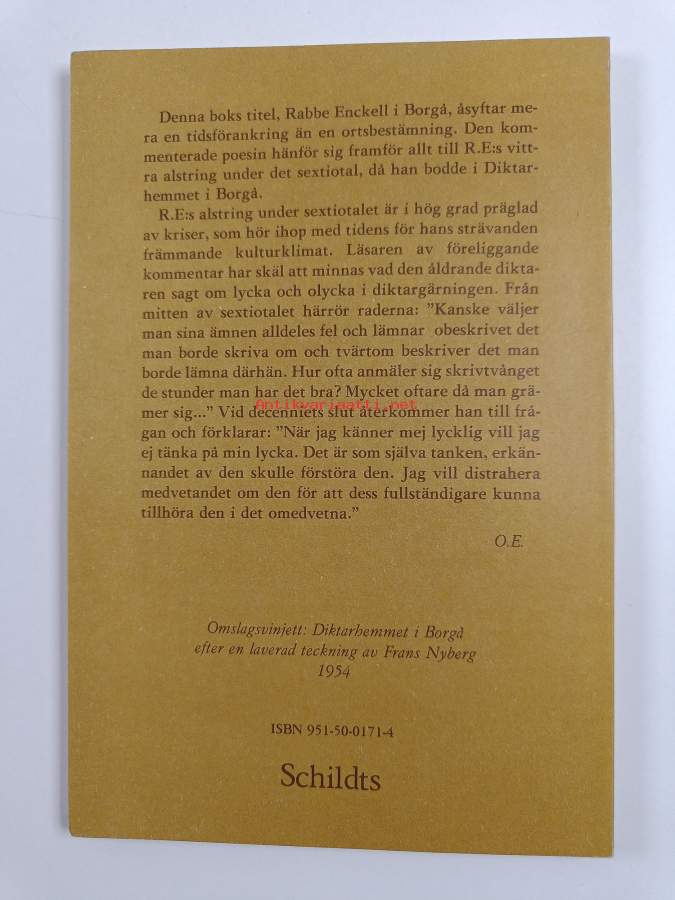 Denna boks titel, Rabbe Enckell i Borgå, åsyftar me-
ra en tidsförankring än en ortsbestämning. Den kom-
menterade poesin hänför sig framför allt till R.E:s vitt-
ra alstring under det sextiotal, då han bodde i Diktar-
hemmet i Borgå.
R.E:s alstring under sextiotalet är i hög grad präglad
av kriser, som hör ihop med tidens för hans strävanden
främmande kulturklimat. Läsaren av föreliggande
kommentar har skäl att minnas vad den åldrande dikta-
ren sagt om lycka och olycka i diktargärningen. Från
mitten av sextiotalet härrör raderna: ”Kanske väljer
man sina ämnen alldeles fel och lämnar obeskrivet det
man borde skriva om och tvärtom beskriver det man
borde lämna därhän. Hur ofta anmäler sig skrivtvånget
de stunder man har det bra? Mycket oftare då man grä-
mer sig...” Vid decenniets slut återkommer han till frå-
Antikvariaatti.net
gan och förklarar: ”När jag känner mej lycklig vill jag
ej tänka på min lycka. Det är som själva tanken, erkän-
nandet av den skulle förstöra den. Jag vill distrahera
medvetandet om den för att dess fullständigare kunna
tillhöra den i det omedvetna.”
O.E.
Omslagsvinjett: Diktarhemmet i Borgå
efter en laverad teckning av Frans Nyberg
1954
ISBN 951-50-0171-4
Schildts